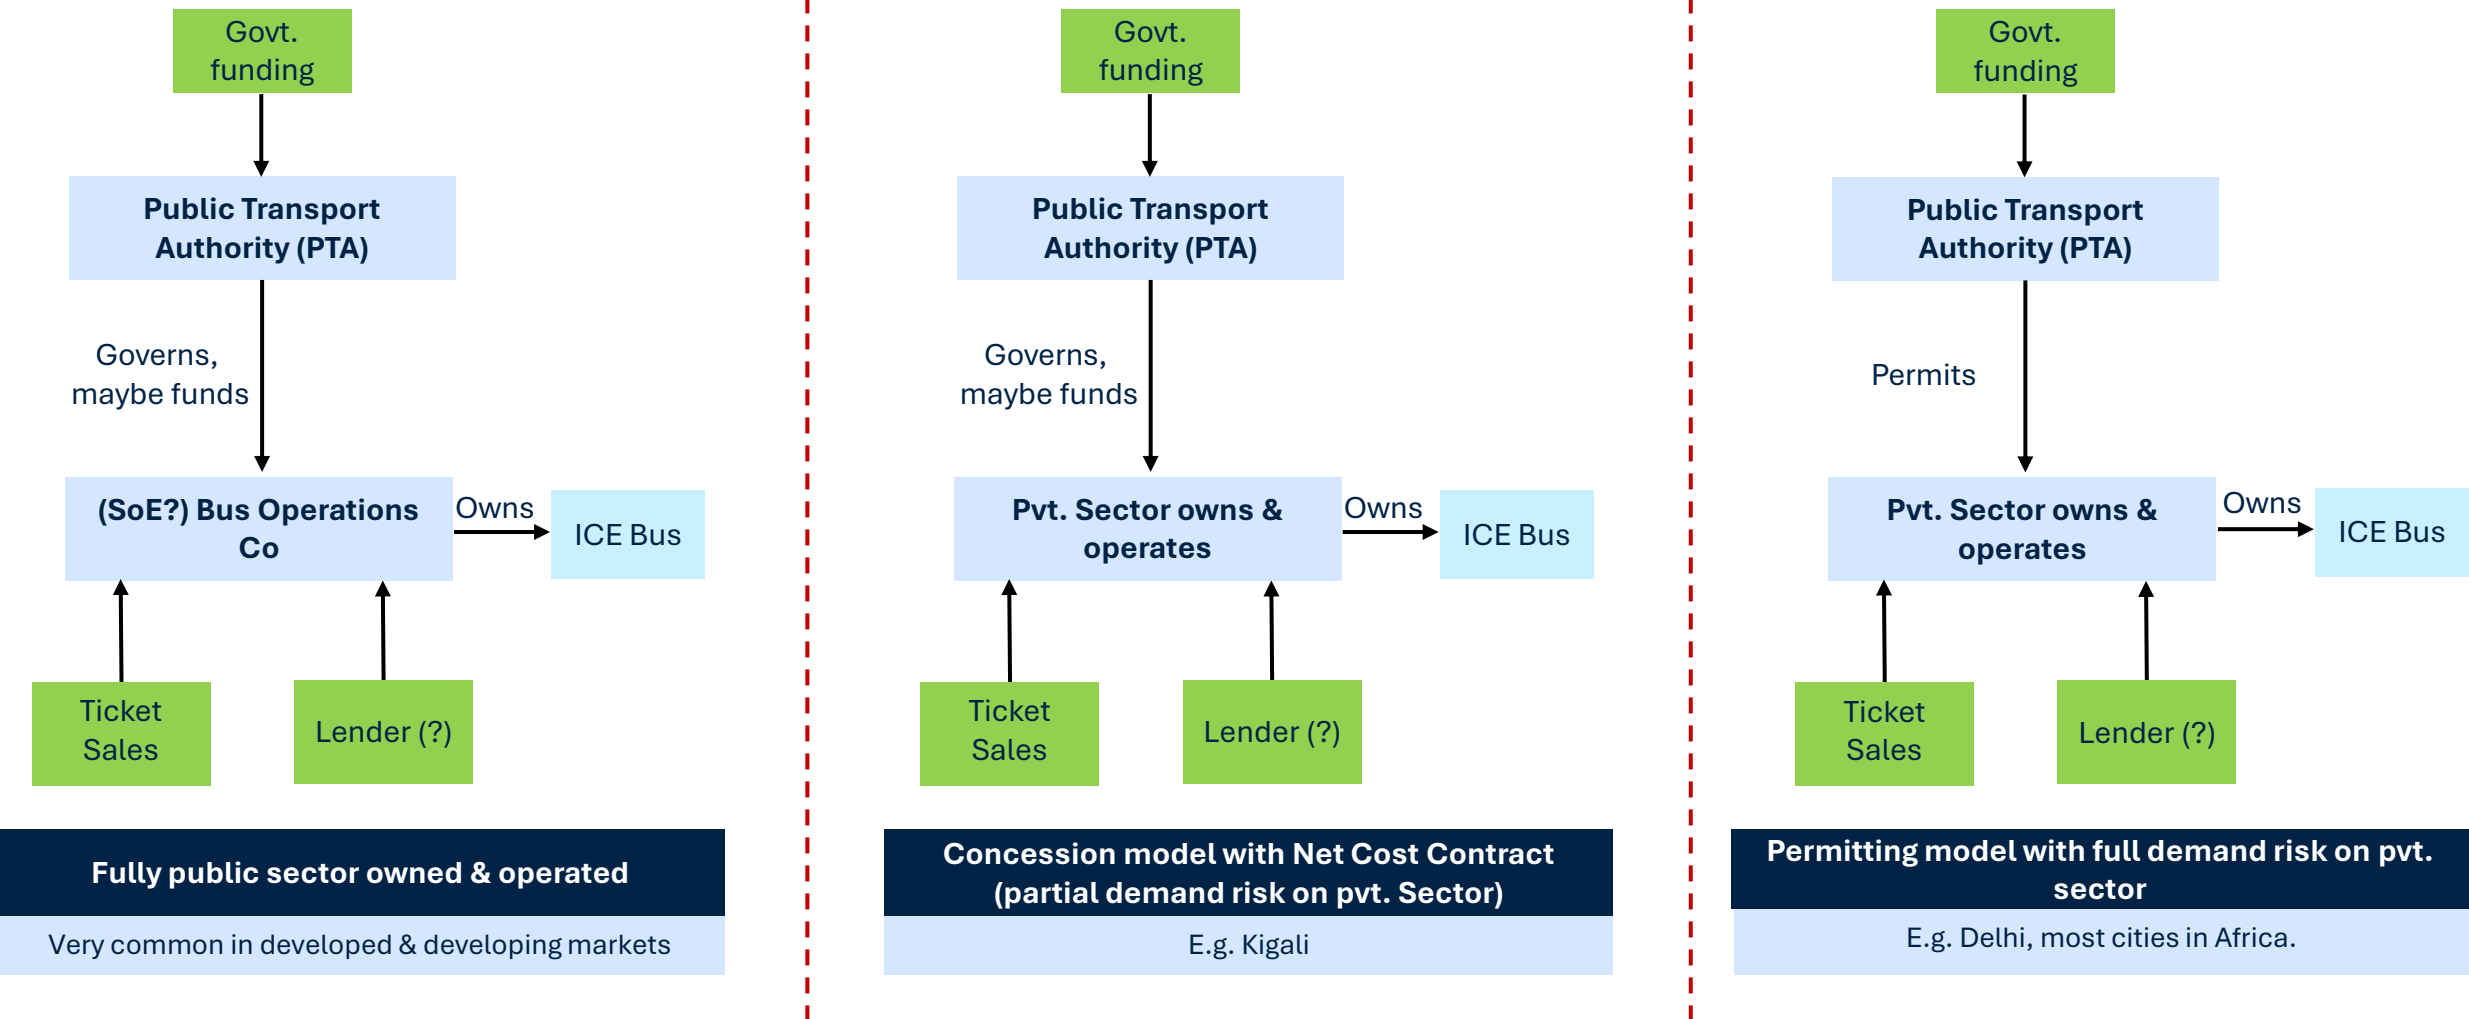 Govt.
funding
Public Transport
Authority (PTA)
Governs,
maybe funds
(SoE?) Bus Operations
Co
Owns
ICE Bus
Ticket
Sales
Lender (?)
Fully public sector owned & operated
Very common in developed & developing markets
Govt.
funding
Public Transport
Authority (PTA)
Governs,
maybe funds
Pvt. Sector owns &
operates
Owns
ICE Bus
Ticket
Sales
Lender (?)
Concession model with Net Cost Contract
(partial demand risk on pvt. Sector)
E.g. Kigali
Govt.
funding
Public Transport
Authority (PTA)
Permits
Pvt. Sector owns &
operates
Owns
ICE Bus
Ticket
Sales
Lender (?)
Permitting model with full demand risk on pvt.
sector
E.g. Delhi, most cities in Africa.